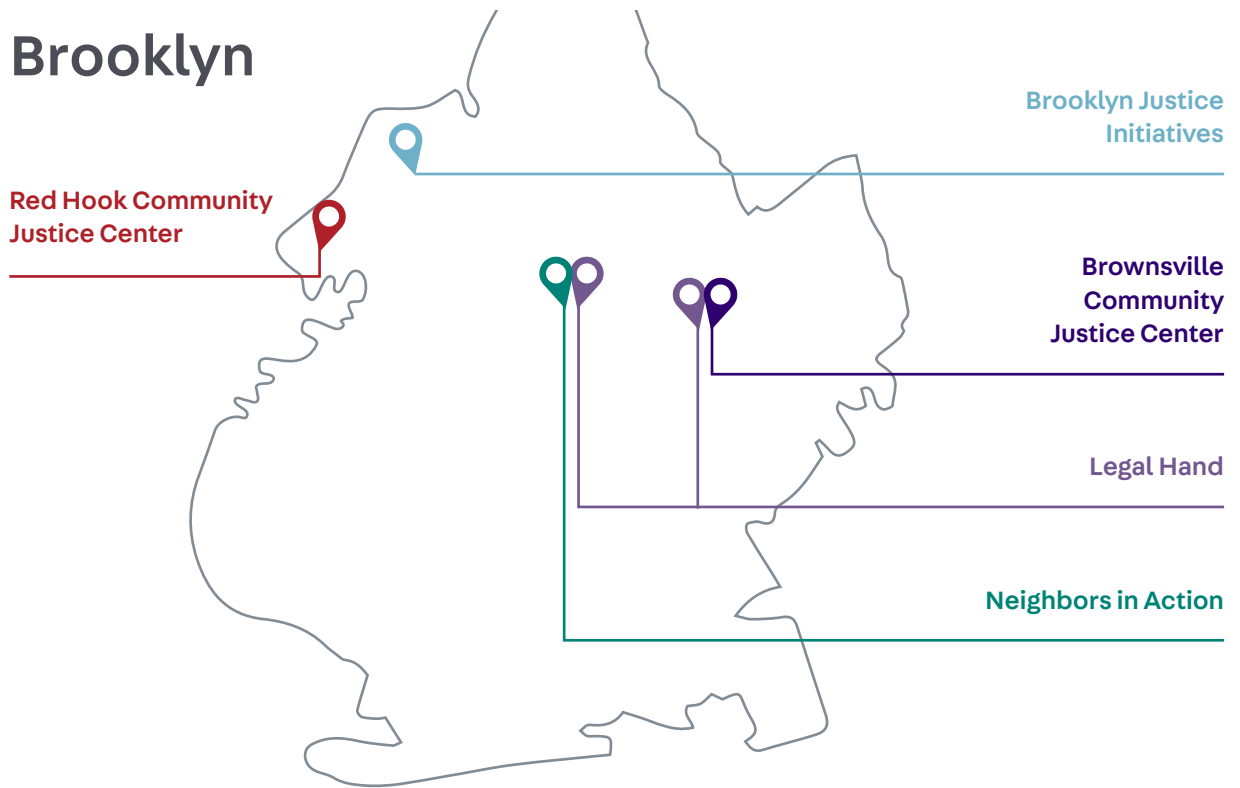 Brooklyn
Brooklyn Justice
Initiatives
Red Hook Community
Justice Center
Brownsville
Community
Justice Center
Legal Hand
Neighbors in Action